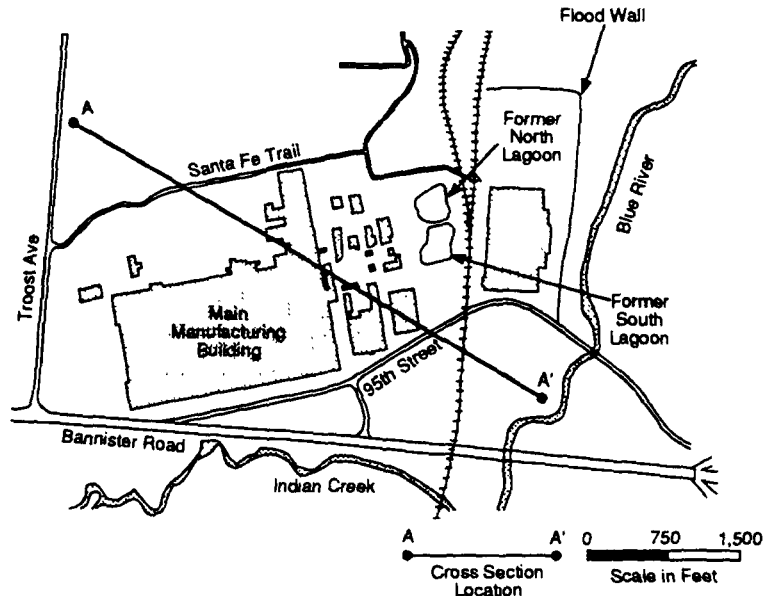 Flood Wall
A
Former
North
Lagoon
Santa Fe Trail
Blue River
Troost Ave
Main
Manufacturing
Building
Former
South
Lagoon
95th Street
A'
Bannister Road
Indian Creek
A A' 0 750 1,500
Cross Section
Location
Scale in Feet